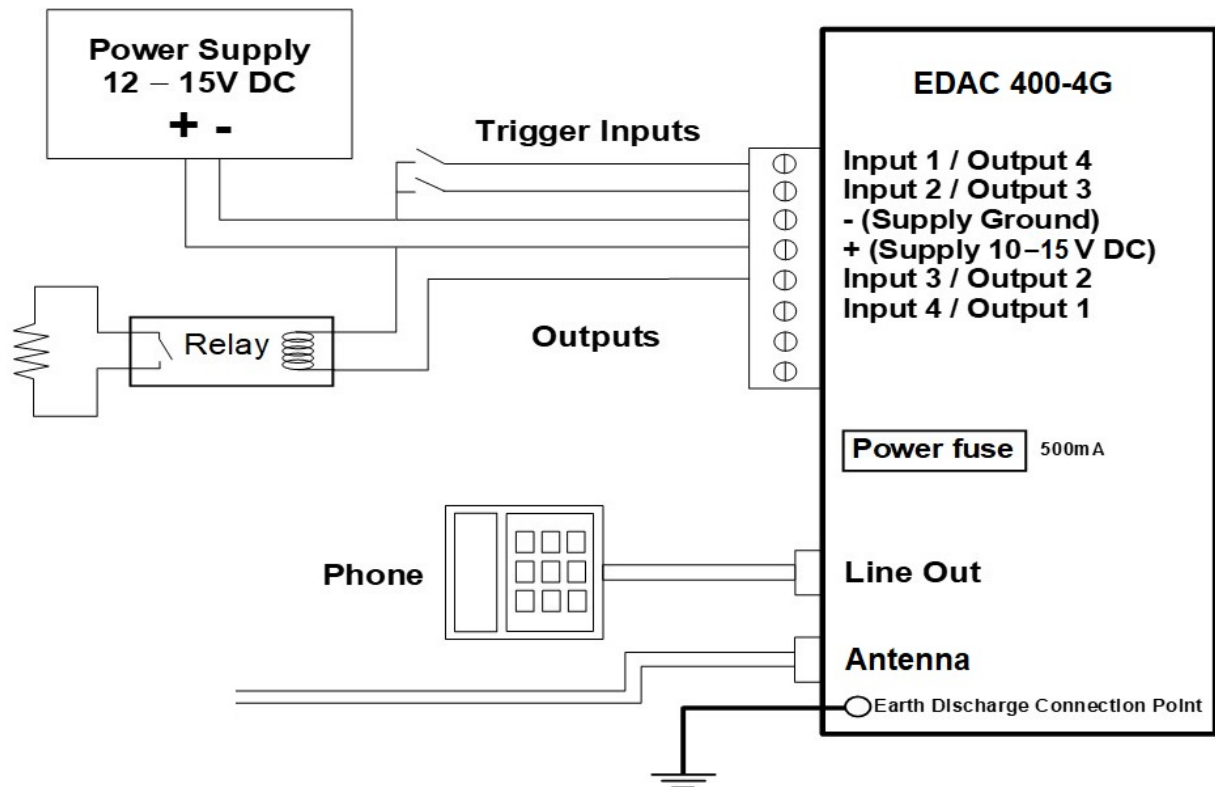 Power Supply
12 – 15V DC
+ -
Trigger Inputs
EDAC 400-4G
Input 1 / Output 4
Input 2 / Output 3
- (Supply Ground)
+ (Supply 10–15V DC)
Input 3 / Output 2
Input 4 / Output 1
Relay
Outputs
Power fuse 500mA
Phone
Line Out
Antenna
Earth Discharge Connection Point